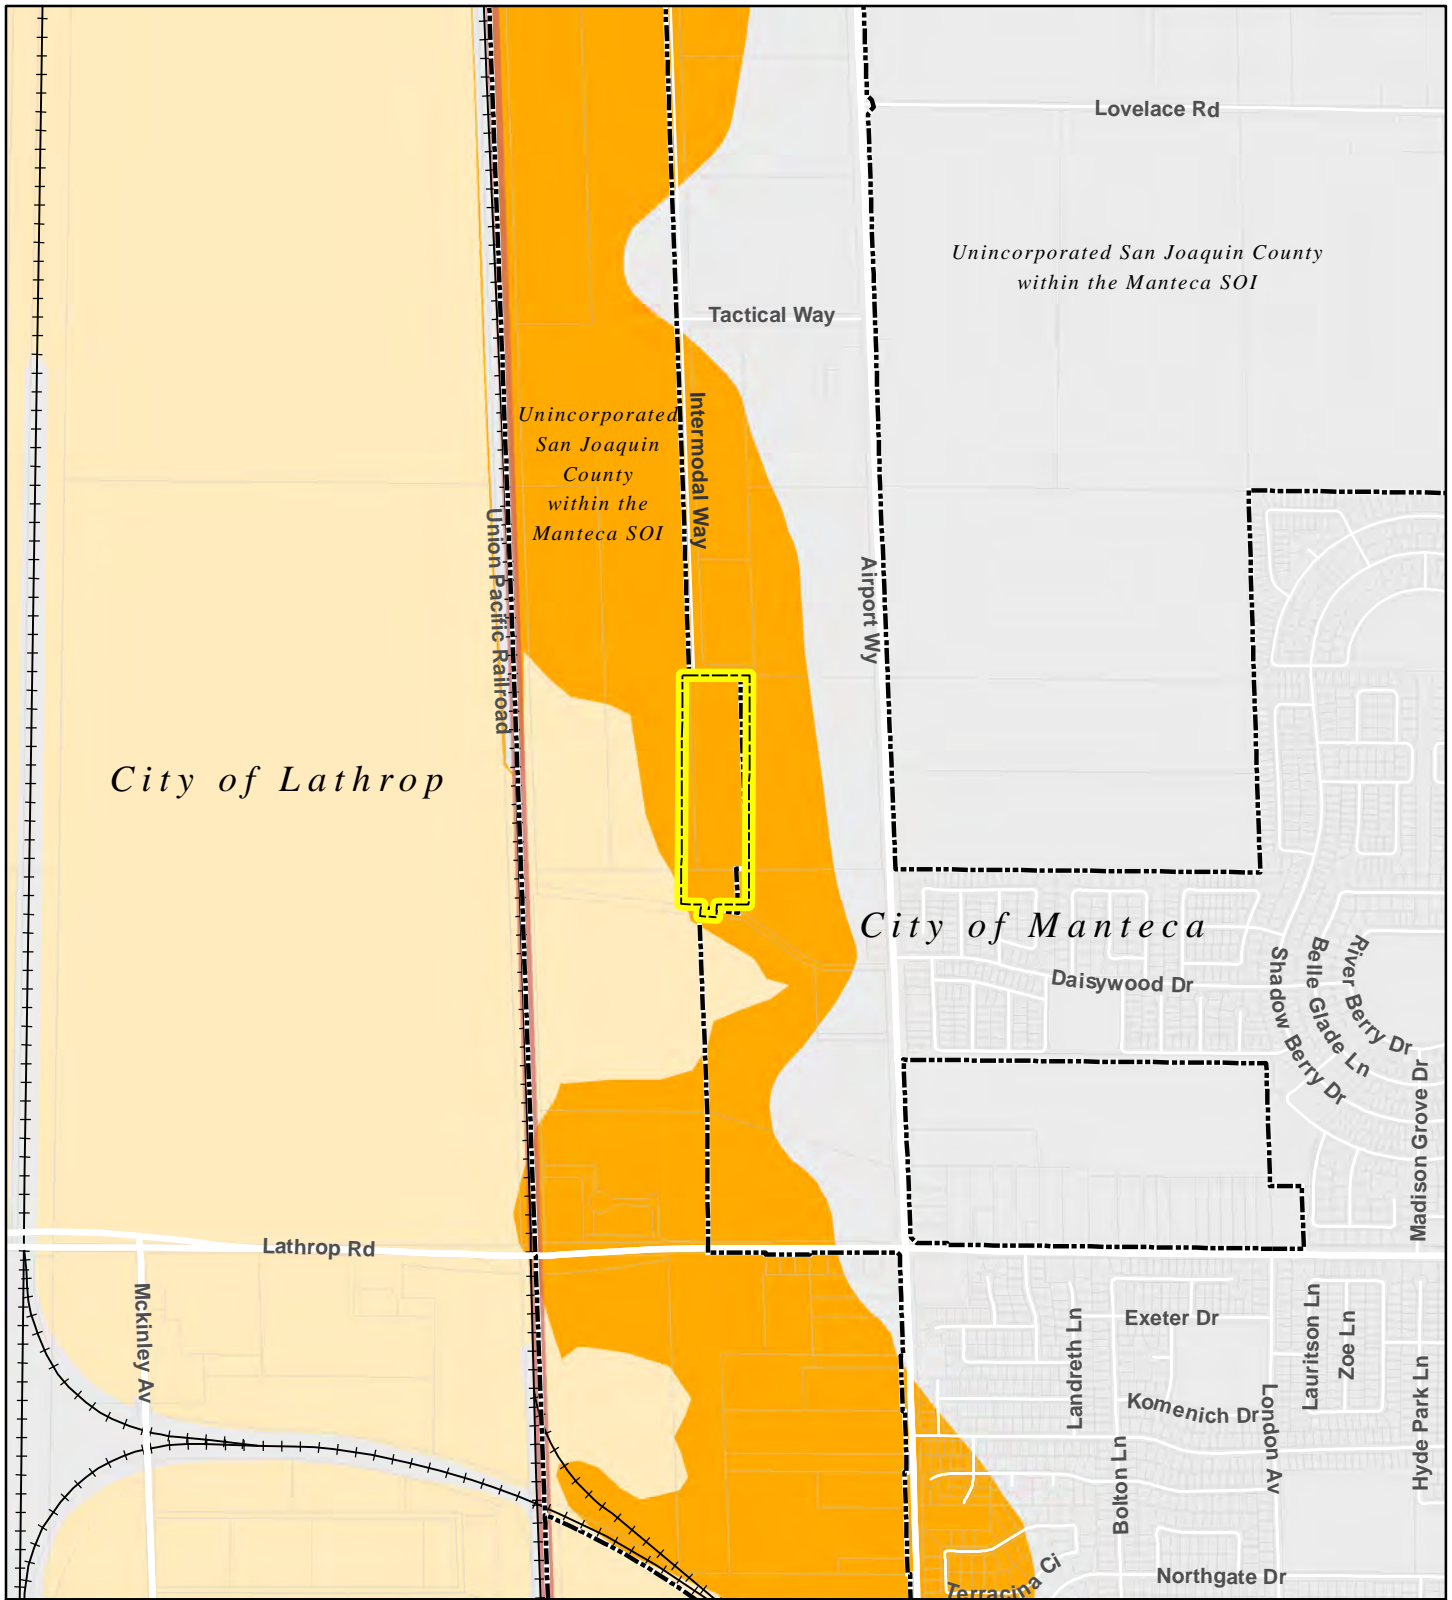 Lovelace Rd
Unincorporated San Joaquin County
within the Manteca SOI
Tactical Way
Unincorporated
San Joaquin
County
within the
Manteca SOI
Intermodal Way
Union Pacific Railroad
Airport Wy
City of Lathrop
City of Manteca
Daisywood Dr
Shadow Berry Dr
Belle Glade Ln
River Berry Dr
Madison Grove Dr
Lathrop Rd
Mckinley Av
Landreth Ln
Exeter Dr
Lauritson Ln
Zoe Ln
Komenich Dr
London Av
Hyde Park Ln
Bolton Ln
Terracina Ci
Northgate Dr